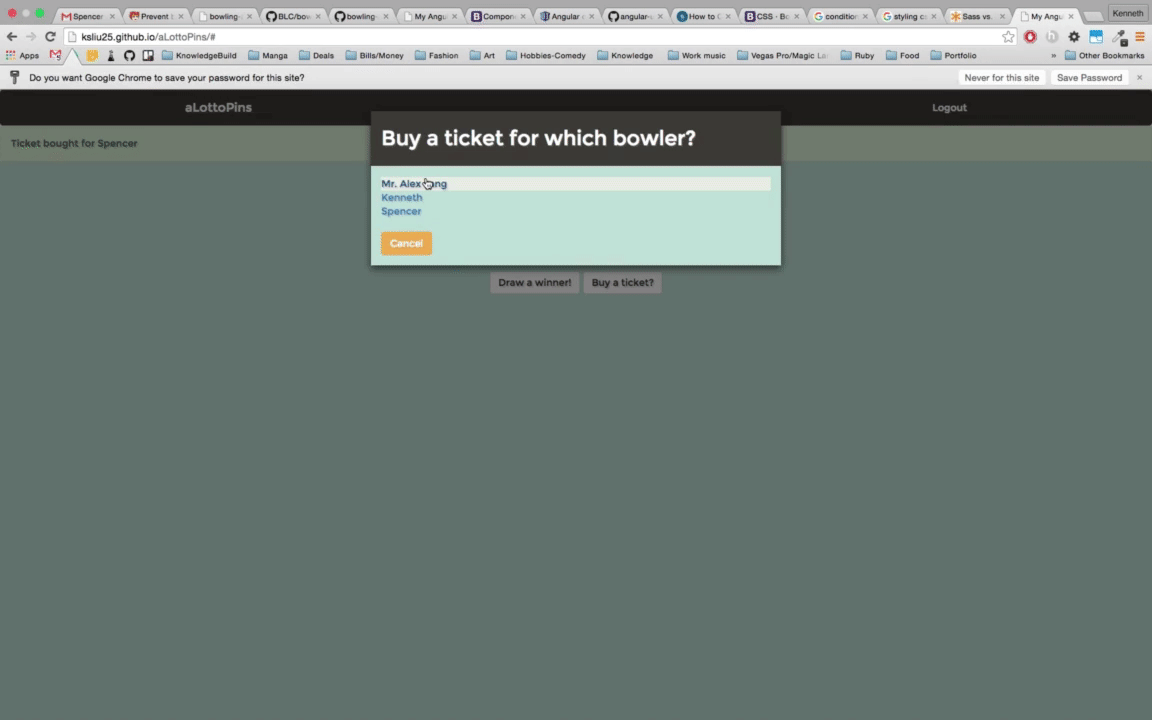 Spencer
Prevent
bowling
BLC/bow
bowling
My Angu
Compon
Angular
angular-
How to
CSS - B
condition
styling c
Sass vs.
My Angu
Kenneth
ksliu25.github.io/aLottoPins/#
Apps
KnowledgeBuild
Manga
Deals
Bills/Money
Fashion
Art
Hobbies-Comedy
Knowledge
Work music
Vegas Pro/Magic
Ruby
Food
Portfolio
» Other Bookmarks
Do you want Google Chrome to save your password for this site?
Never for this site
Save Password
aLottoPins
Logout
Ticket bought for Spencer
Buy a ticket for which bowler?
Mr. Alex
Kenneth
Spencer
Cancel
Draw a winner!
Buy a ticket?